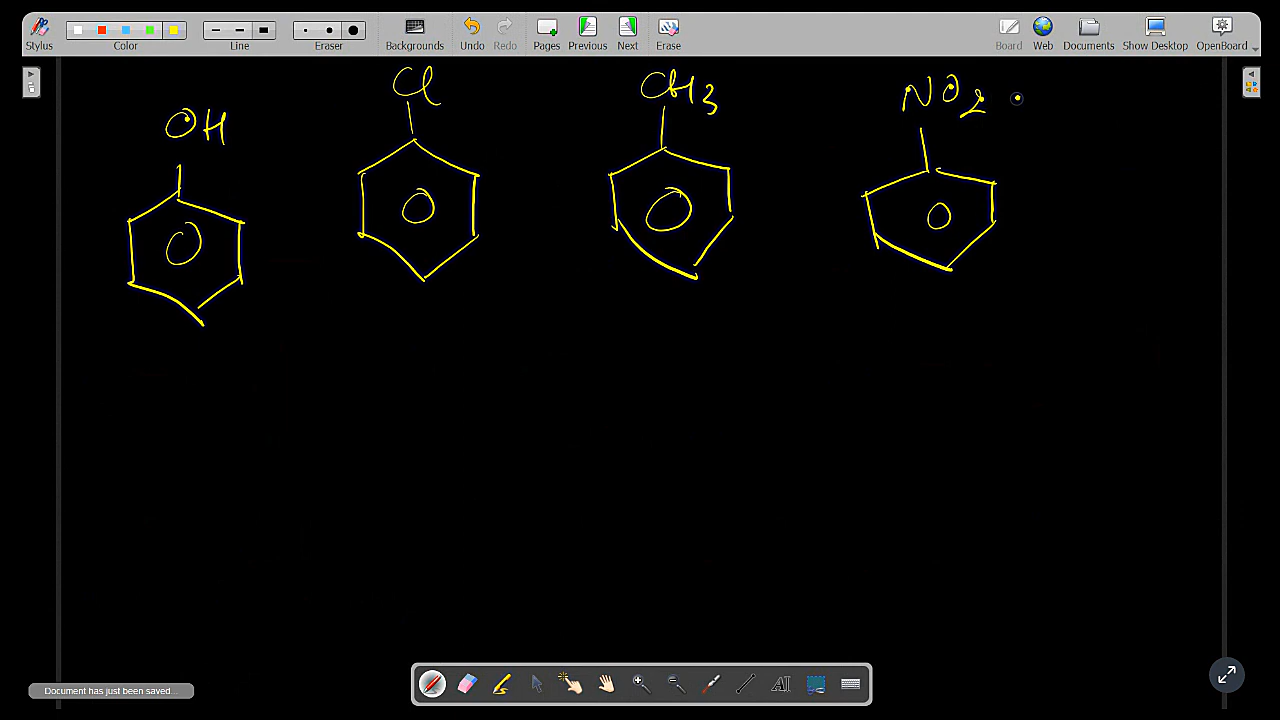 Stylus Color Line Eraser Backgrounds Undo Redo Pages Previous Next Erase Board Web Documents Show Desktop OpenBoard
OH Cl CH3 NO2
Document has just been saved...